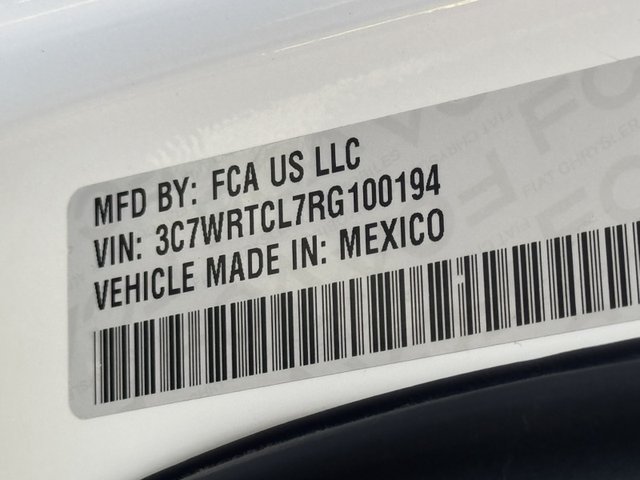 MFD BY: FCA US LLC
VIN: 3C7WRTCL7RG100194
VEHICLE MADE IN: MEXICO